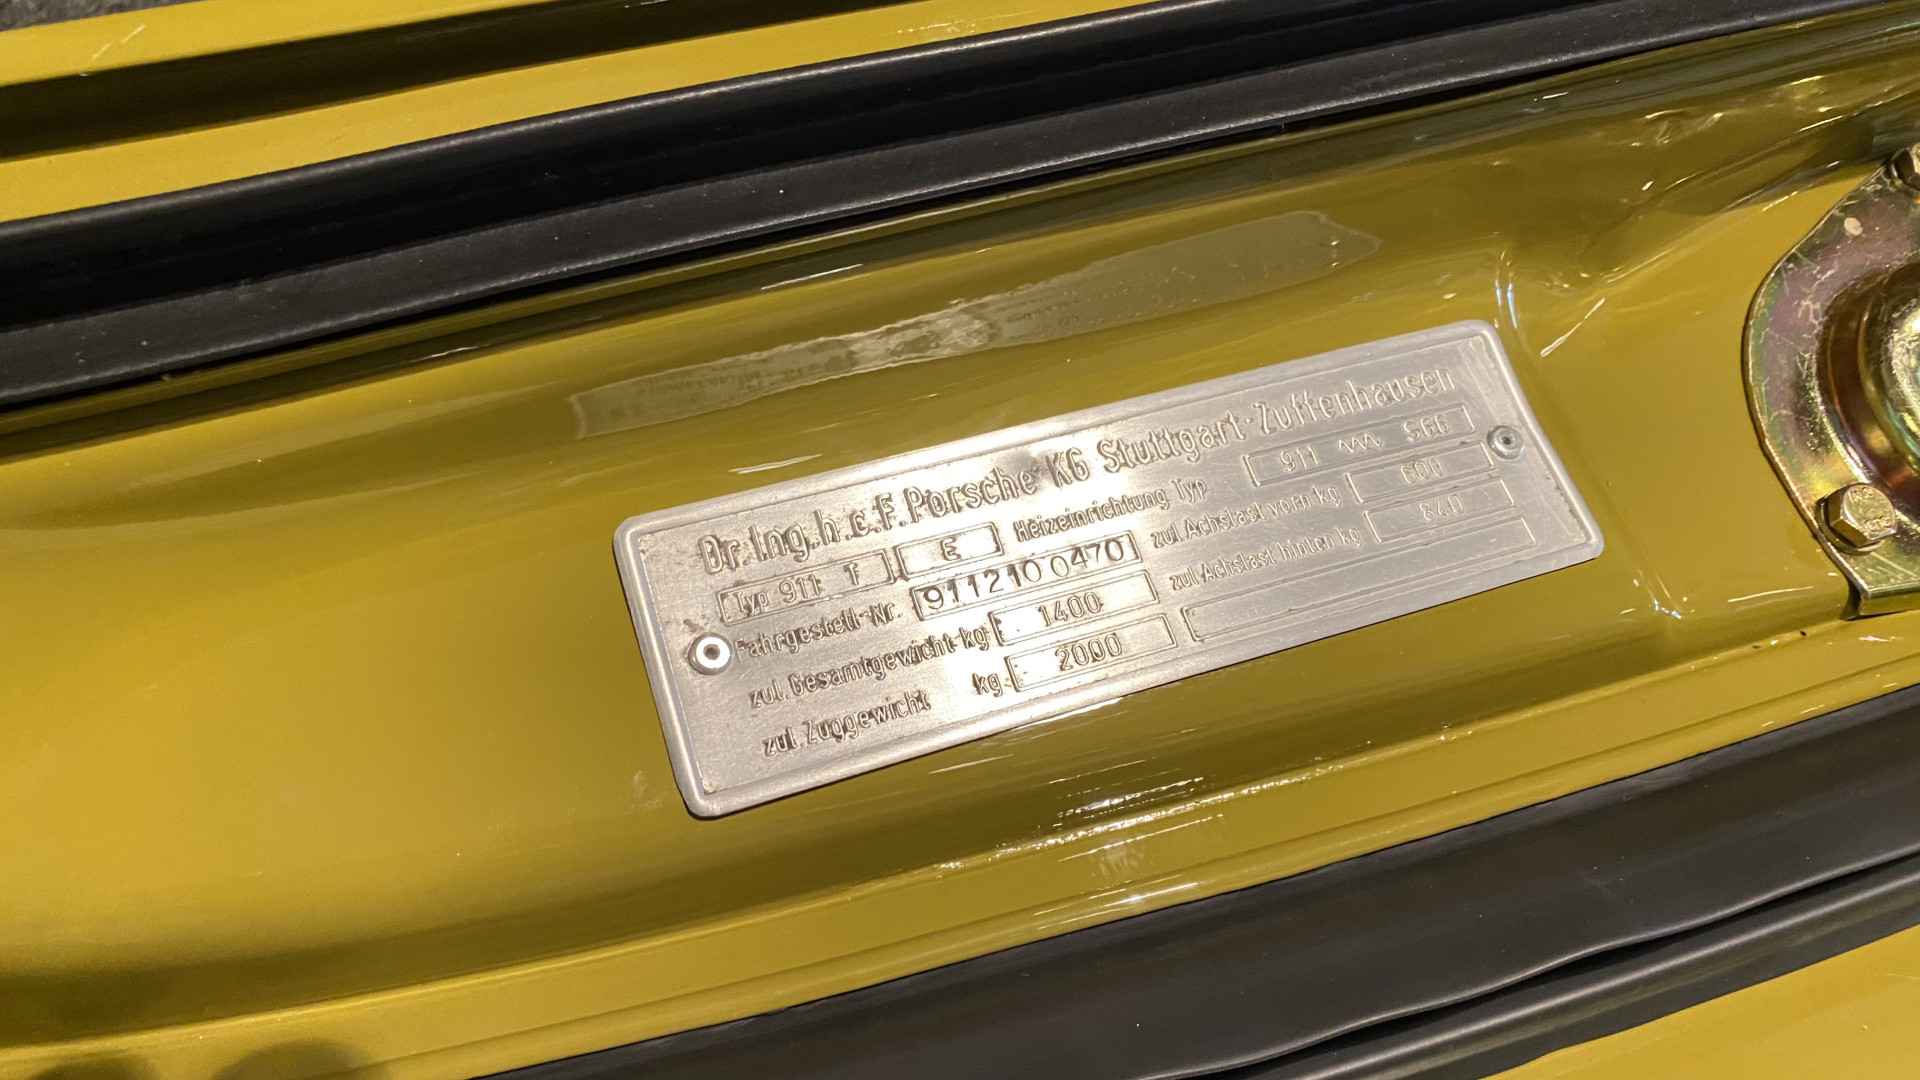 Dr.Ing.h.c.F.Porsche KG Stuttgart-Zuffenhausen
Typ 911 T E Heizeinrichtung Typ 911
Fahrgestell-Nr. 9112100470 zul. Achslast vorn kg 600
zul. Gesamtgewicht kg 1400 zul. Achslast hinten kg 840
zul. Zuggewicht kg 2000